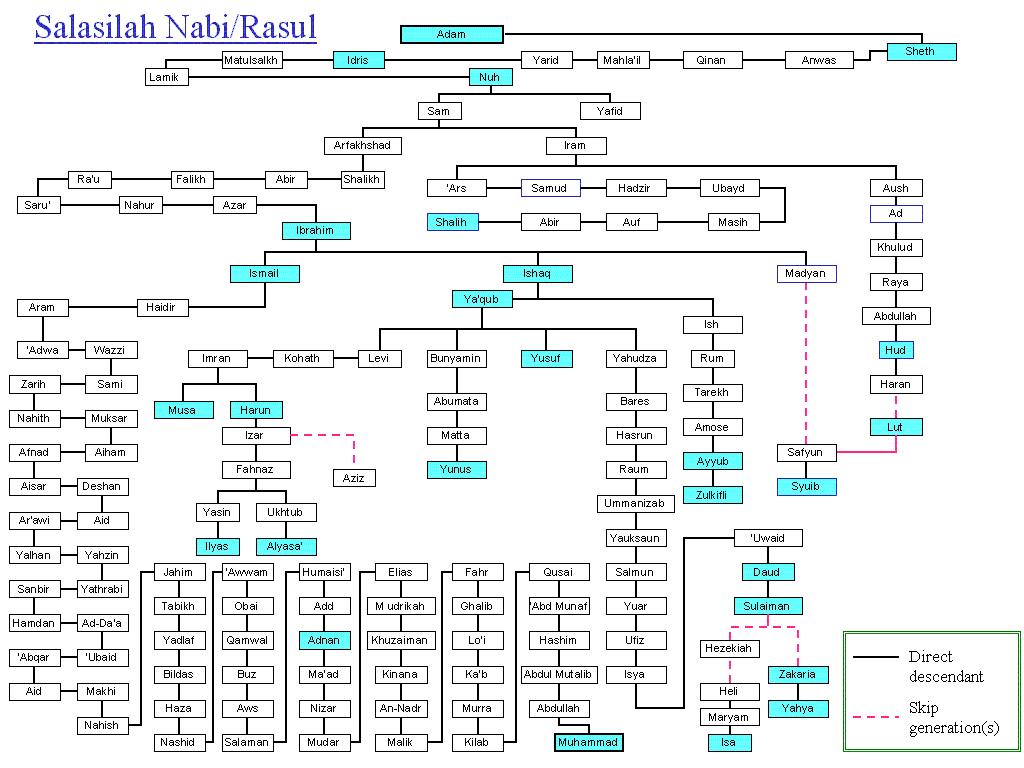 Salasilah Nabi/Rasul
Adam
Sheth
Matulsalkh
Idris
Yarid
Mahla'il
Qinan
Anwas
Lamik
Nuh
Sam
Yafid
Arfakhshad
Iram
Ra'u
Falikh
Abir
Shalikh
'Ars
Samud
Hadzir
Ubayd
Aush
Saru'
Nahur
Azar
Shalih
Abir
Auf
Masih
Ad
Ibrahim
Khulud
Ismail
Ishaq
Madyan
Raya
Aram
Haidir
Ya'qub
Abdullah
Ish
'Adwa
Wazzi
Imran
Kohath
Levi
Bunyamin
Yusuf
Yahudza
Rum
Hud
Zarih
Sami
Haran
Musa
Harun
Abumata
Bares
Tarekh
Nahith
Muksar
Izar
Matta
Hasrun
Amose
Lut
Afnad
Aiham
Safyun
Fahnaz
Aziz
Yunus
Raum
Ayyub
Aisar
Deshan
Syuib
Ummanizab
Zulkifli
Ar'awi
Aid
Yasin
Ukhtub
Yalhan
Yahzin
Ilyas
Alyasa'
Yauksaun
'Uwaid
Sanbir
Yathrabi
Jahim
'Awwam
Humaisi'
Elias
Fahr
Qusai
Salmun
Daud
Hamdan
Ad-Da'a
Tabikh
Obai
Add
Mudrikah
Ghalib
'Abd Munaf
Yuar
Sulaiman
'Abqar
'Ubaid
Yadlaf
Qamwal
Adnan
Khuzaiman
Lo'i
Hashim
Ufiz
Hezekiah
Aid
Makhi
Bildas
Buz
Ma'ad
Kinana
Ka'b
Abdul Mutalib
Isya
Heli
Zakaria
Nahish
Haza
Aws
Nizar
An-Nadr
Murra
Abdullah
Maryam
Yahya
Nashid
Salaman
Mudar
Malik
Kilab
Muhammad
Isa
Direct
descendant
Skip
generation(s)